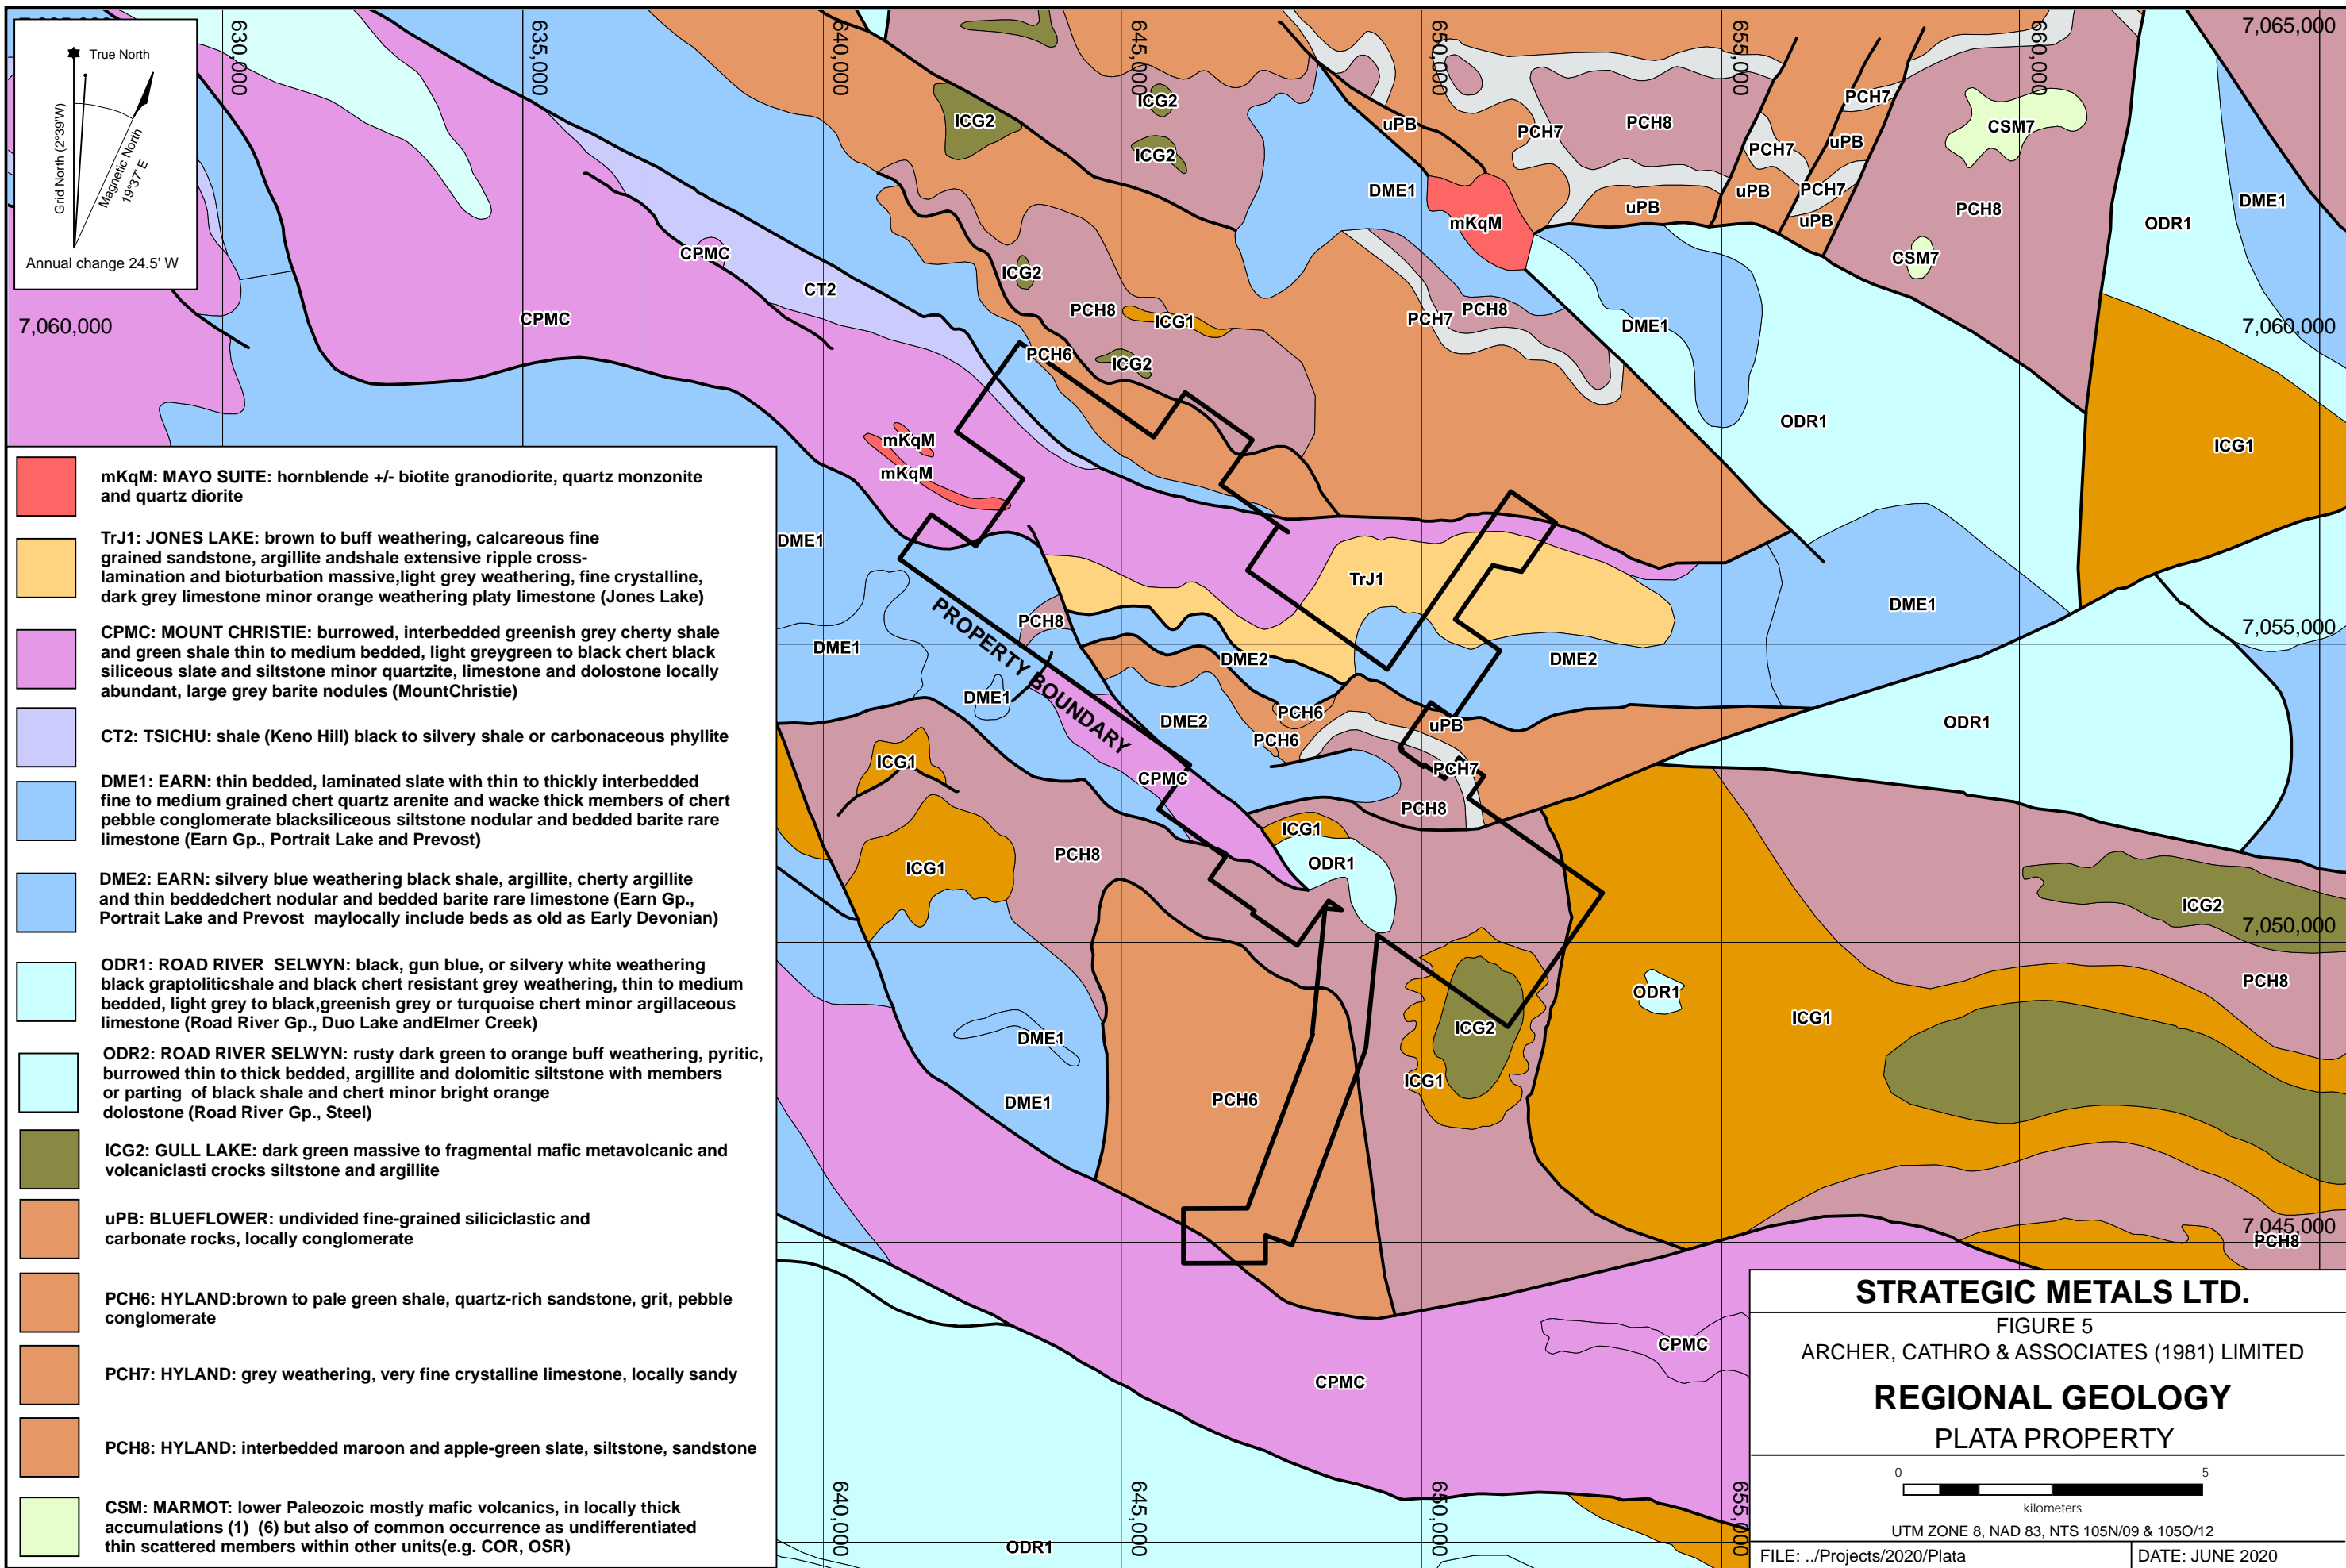 True North
Grid North (2°39'W)
Magnetic North
19°37' E
Annual change 24.5' W
630,000
635,000
640,000
645,000
650,000
655,000
660,000
7,065,000
ICG2
ICG2
ICG2
uPB
PCH7
PCH8
PCH7
CSM7
PCH7
uPB
DME1
uPB
PCH7
uPB
uPB
PCH8
mKqM
ODR1
DME1
CPMC
ICG2
CSM7
CT2
PCH8
ICG1
PCH7
PCH8
DME1
7,060,000
CPMC
7,060,000
PCH6
ICG2
ODR1
mKqM
mKqM
ICG1
DME1
TrJ1
DME1
PCH8
7,055,000
DME1
DME2
DME2
PROPERTY BOUNDARY
DME1
DME2
PCH6
uPB
ODR1
PCH6
ICG1
CPMC
PCH7
PCH8
ICG1
PCH8
ICG1
ODR1
ICG2
7,050,000
ODR1
PCH8
ICG2
ICG1
DME1
ICG1
DME1
PCH6
7,045,000
PCH8
CPMC
CPMC
640,000
645,000
650,000
655,000
ODR1
mKqM: MAYO SUITE: hornblende +/- biotite granodiorite, quartz monzonite
and quartz diorite
TrJ1: JONES LAKE: brown to buff weathering, calcareous fine
grained sandstone, argillite andshale extensive ripple cross-
lamination and bioturbation massive,light grey weathering, fine crystalline,
dark grey limestone minor orange weathering platy limestone (Jones Lake)
CPMC: MOUNT CHRISTIE: burrowed, interbedded greenish grey cherty shale
and green shale thin to medium bedded, light greygreen to black chert black
siliceous slate and siltstone minor quartzite, limestone and dolostone locally
abundant, large grey barite nodules (MountChristie)
CT2: TSICHU: shale (Keno Hill) black to silvery shale or carbonaceous phyllite
DME1: EARN: thin bedded, laminated slate with thin to thickly interbedded
fine to medium grained chert quartz arenite and wacke thick members of chert
pebble conglomerate blacksiliceous siltstone nodular and bedded barite rare
limestone (Earn Gp., Portrait Lake and Prevost)
DME2: EARN: silvery blue weathering black shale, argillite, cherty argillite
and thin beddedchert nodular and bedded barite rare limestone (Earn Gp.,
Portrait Lake and Prevost maylocally include beds as old as Early Devonian)
ODR1: ROAD RIVER SELWYN: black, gun blue, or silvery white weathering
black graptoliticshale and black chert resistant grey weathering, thin to medium
bedded, light grey to black,greenish grey or turquoise chert minor argillaceous
limestone (Road River Gp., Duo Lake andElmer Creek)
ODR2: ROAD RIVER SELWYN: rusty dark green to orange buff weathering, pyritic,
burrowed thin to thick bedded, argillite and dolomitic siltstone with members
or parting of black shale and chert minor bright orange
dolostone (Road River Gp., Steel)
ICG2: GULL LAKE: dark green massive to fragmental mafic metavolcanic and
volcaniclasti crocks siltstone and argillite
uPB: BLUEFLOWER: undivided fine-grained siliciclastic and
carbonate rocks, locally conglomerate
PCH6: HYLAND:brown to pale green shale, quartz-rich sandstone, grit, pebble
conglomerate
PCH7: HYLAND: grey weathering, very fine crystalline limestone, locally sandy
PCH8: HYLAND: interbedded maroon and apple-green slate, siltstone, sandstone
CSM: MARMOT: lower Paleozoic mostly mafic volcanics, in locally thick
accumulations (1) (6) but also of common occurrence as undifferentiated
thin scattered members within other units(e.g. COR, OSR)
STRATEGIC METALS LTD.
FIGURE 5
ARCHER, CATHRO & ASSOCIATES (1981) LIMITED
REGIONAL GEOLOGY
PLATA PROPERTY
0 5
kilometers
UTM ZONE 8, NAD 83, NTS 105N/09 & 105O/12
FILE: ../Projects/2020/Plata
DATE: JUNE 2020